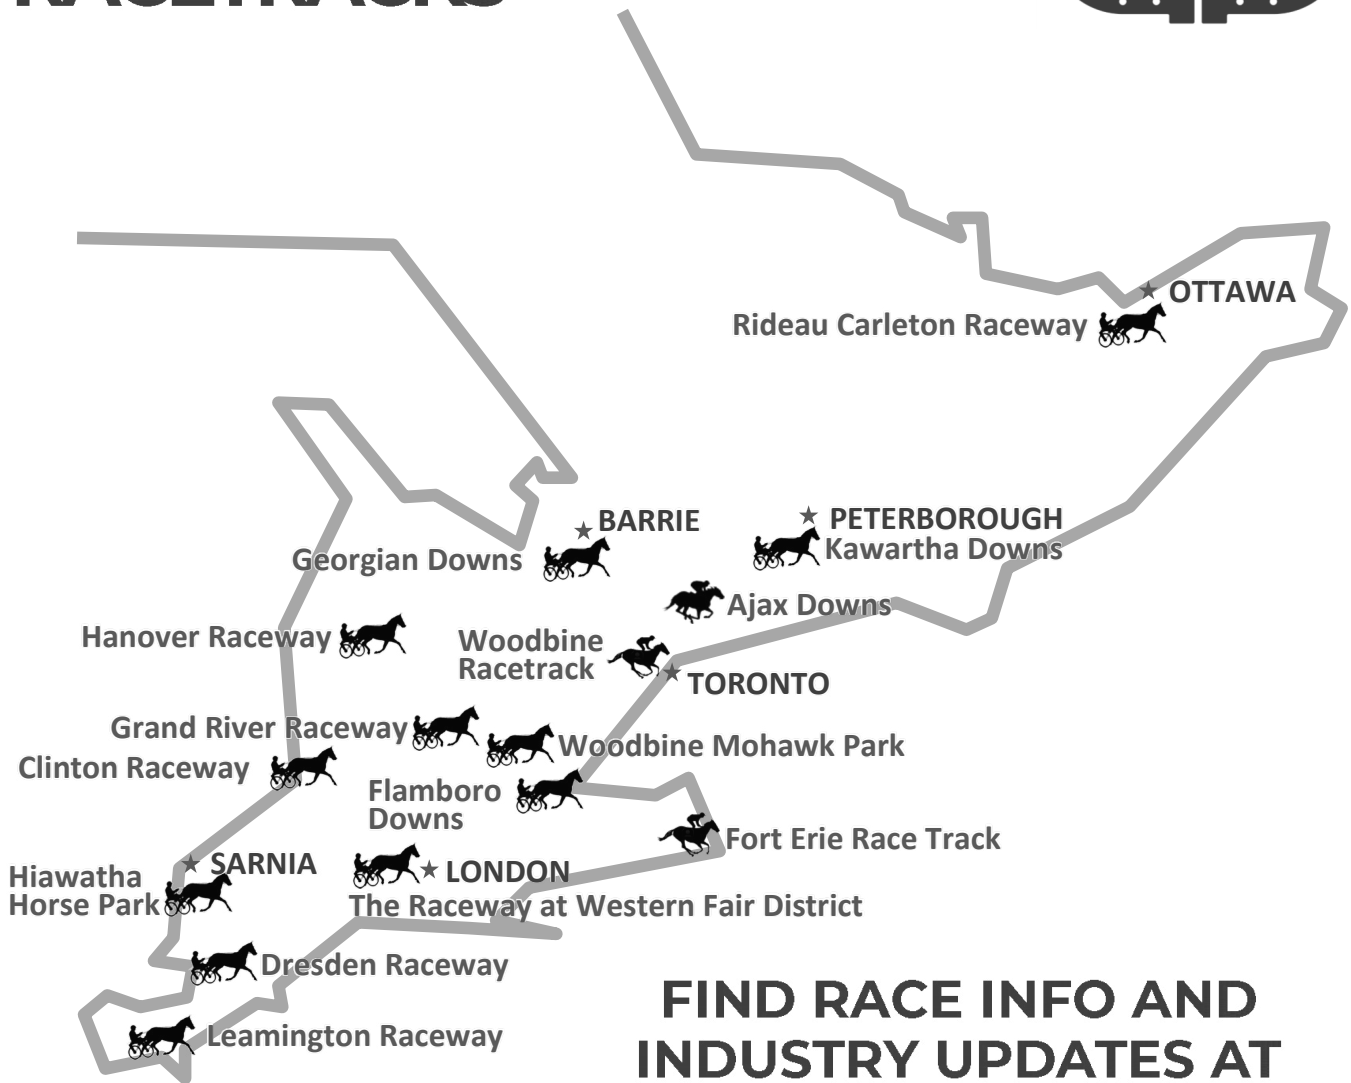 RACETRACKS
OTTAWA
Rideau Carleton Raceway
BARRIE
PETERBOROUGH
Georgian Downs
Kawartha Downs
Ajax Downs
Hanover Raceway
Woodbine
Racetrack
TORONTO
Grand River Raceway
Woodbine Mohawk Park
Clinton Raceway
Flamboro
Downs
Fort Erie Race Track
SARNIA
LONDON
Hiawatha
Horse Park
The Raceway at Western Fair District
Dresden Raceway
Leamington Raceway
FIND RACE INFO AND
INDUSTRY UPDATES AT